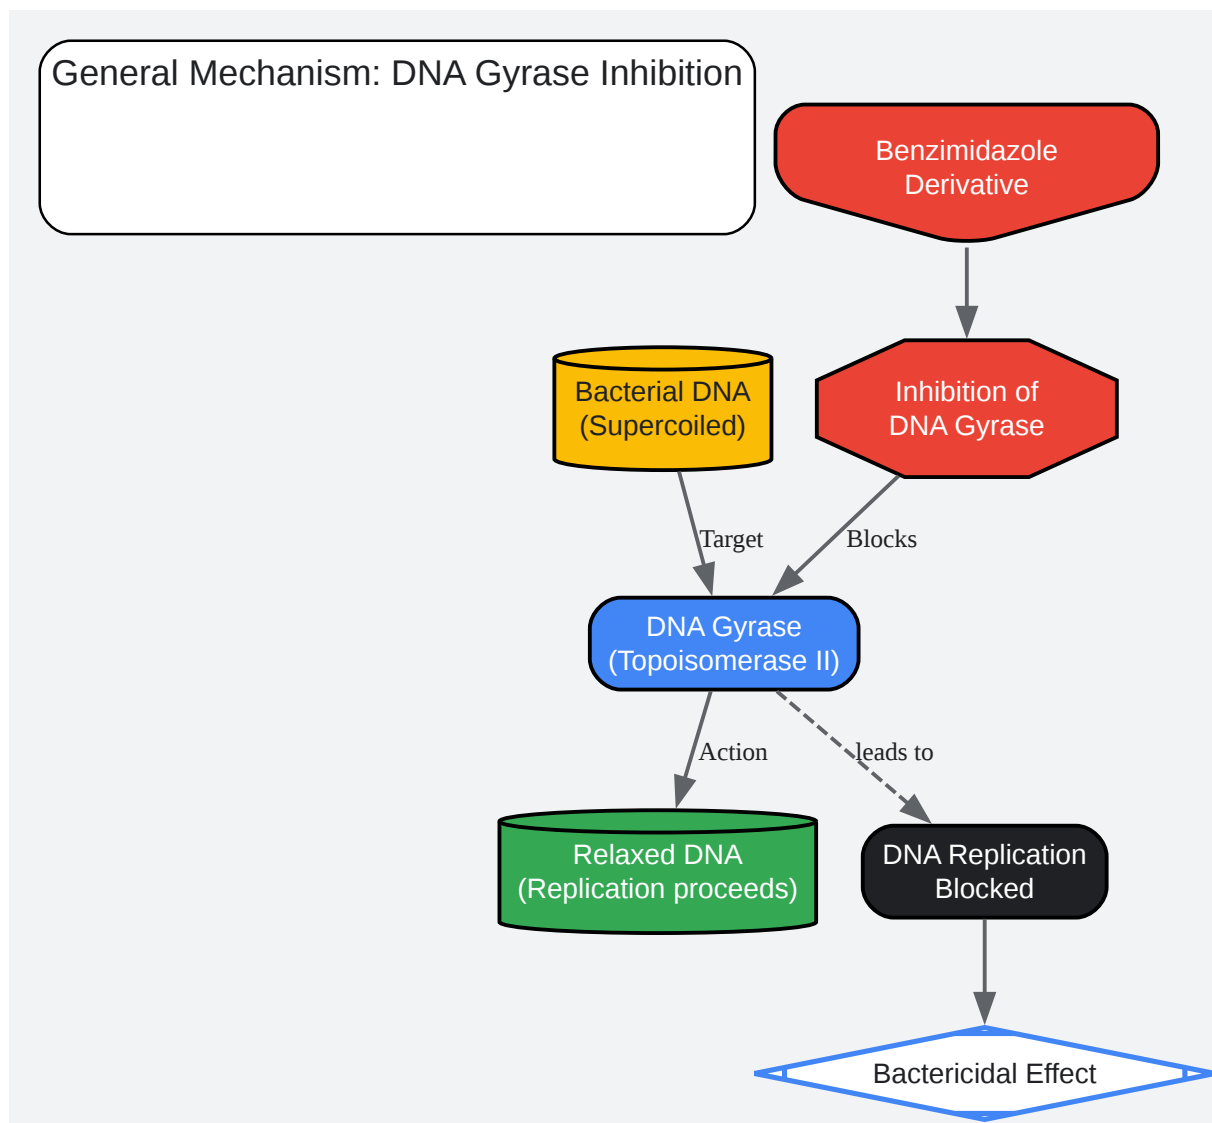 General Mechanism: DNA Gyrase Inhibition
Benzimidazole
Derivative
Bacterial DNA
(Supercoiled)
Inhibition of
DNA Gyrase
Target
Blocks
DNA Gyrase
(Topoisomerase II)
Action
leads to
Relaxed DNA
(Replication proceeds)
DNA Replication
Blocked
Bactericidal Effect